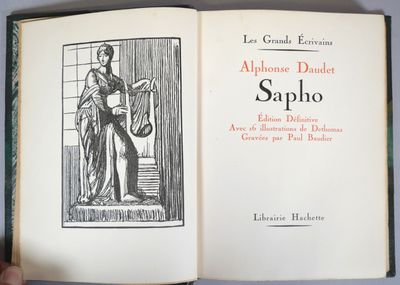 Les Grands Écrivains
Alphonse Daudet
Sapho
Édition Définitive
Avec 16 illustrations de Dethomas
Gravées par Paul Baudier
Librairie Hachette